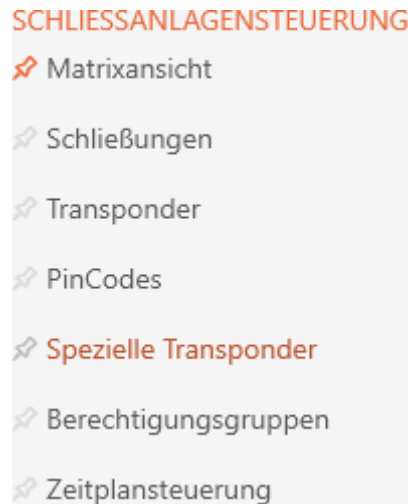 SCHLIESSANLAGENSTEUERUNG
Matrixansicht
Schließungen
Transponder
PinCodes
Spezielle Transponder
Berechtigungsgruppen
Zeitplansteuerung